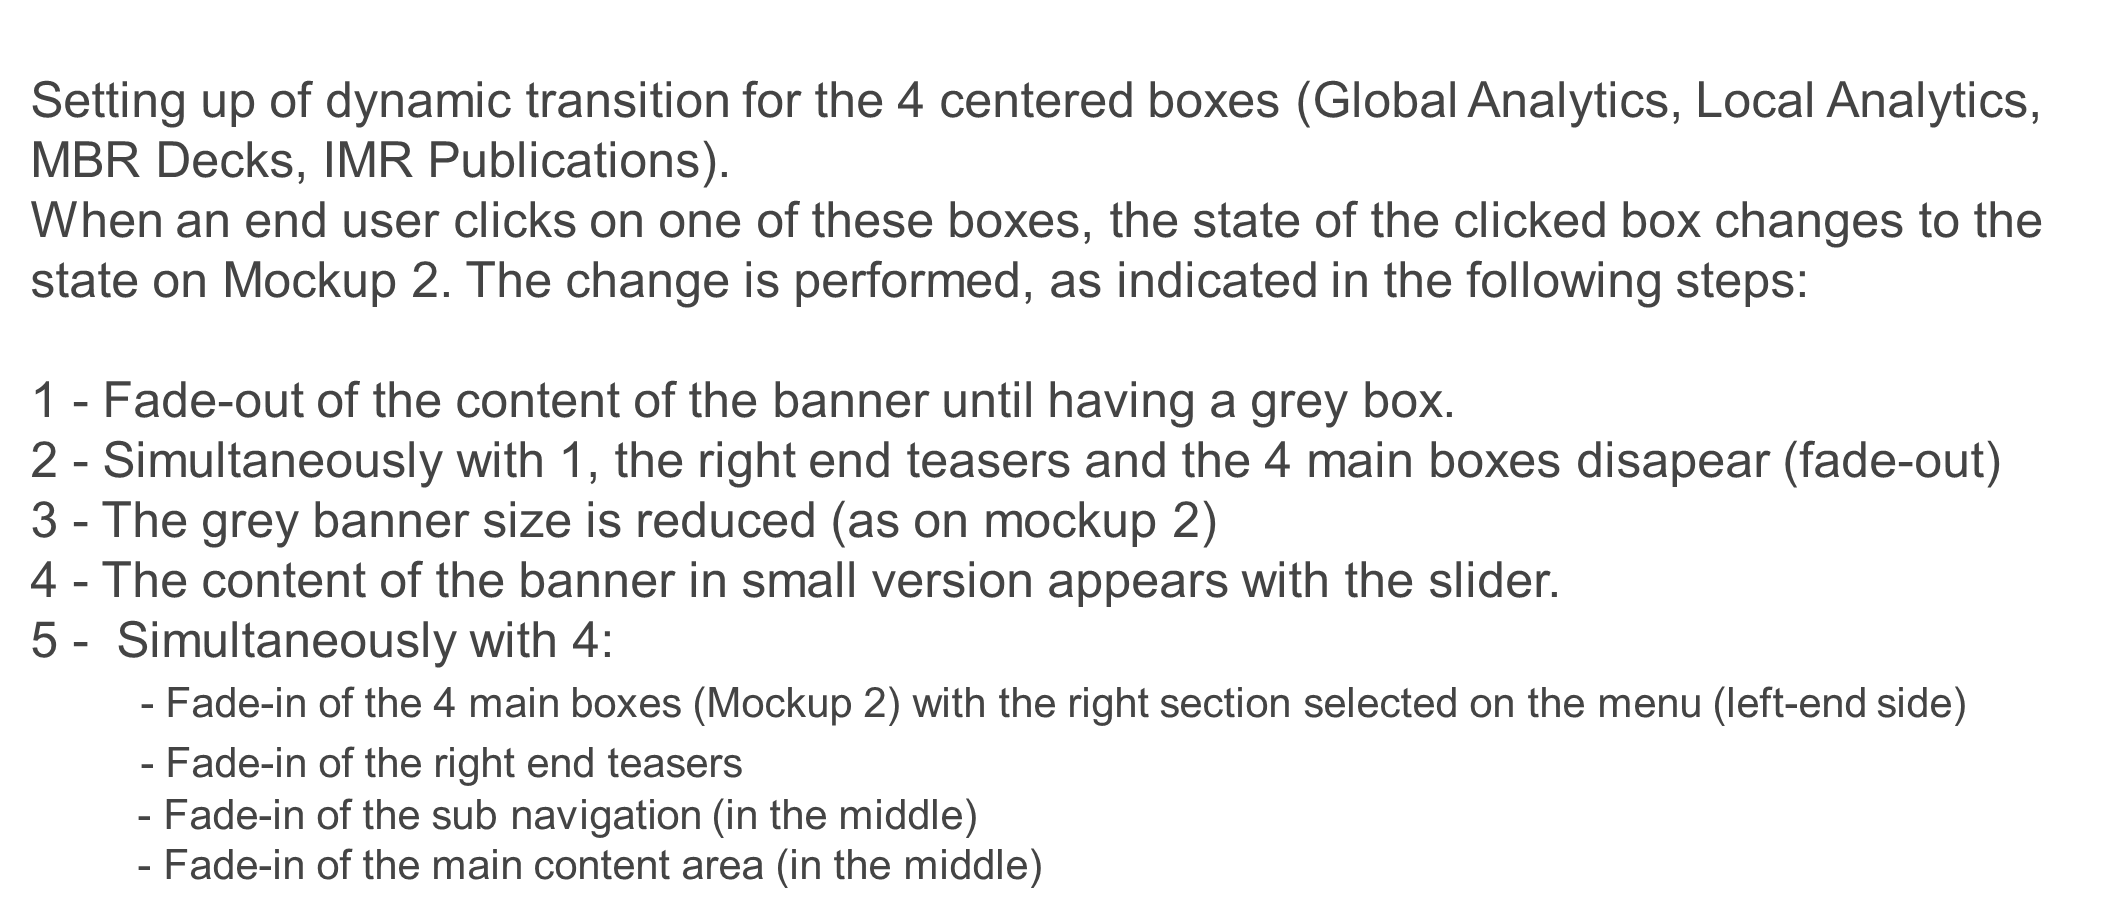 Setting up of dynamic transition for the 4 centered boxes (Global Analytics, Local Analytics,
MBR Decks, IMR Publications).
When an end user clicks on one of these boxes, the state of the clicked box changes to the
state on Mockup 2. The change is performed, as indicated in the following steps:
1 - Fade-out of the content of the banner until having a grey box.
2 - Simultaneously with 1, the right end teasers and the 4 main boxes disapear (fade-out)
3 - The grey banner size is reduced (as on mockup 2)
4 - The content of the banner in small version appears with the slider.
5 -  Simultaneously with 4:
- Fade-in of the 4 main boxes (Mockup 2) with the right section selected on the menu (left-end side)
- Fade-in of the right end teasers
- Fade-in of the sub navigation (in the middle)
- Fade-in of the main content area (in the middle)